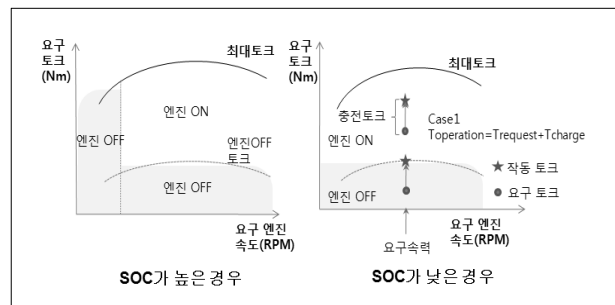 요구
토크
(Nm)
최대토크
엔진 ON
엔진 OFF
엔진OFF
토크
엔진 OFF
요구 엔진
속도(RPM)
SOC가 높은 경우
요구
토크
(Nm)
최대토크
충전토크
Case1
Toperation=Trequest+Tcharge
엔진 ON
작동 토크
엔진 OFF
요구 토크
요구 엔진
속도(RPM)
요구속력
SOC가 낮은 경우